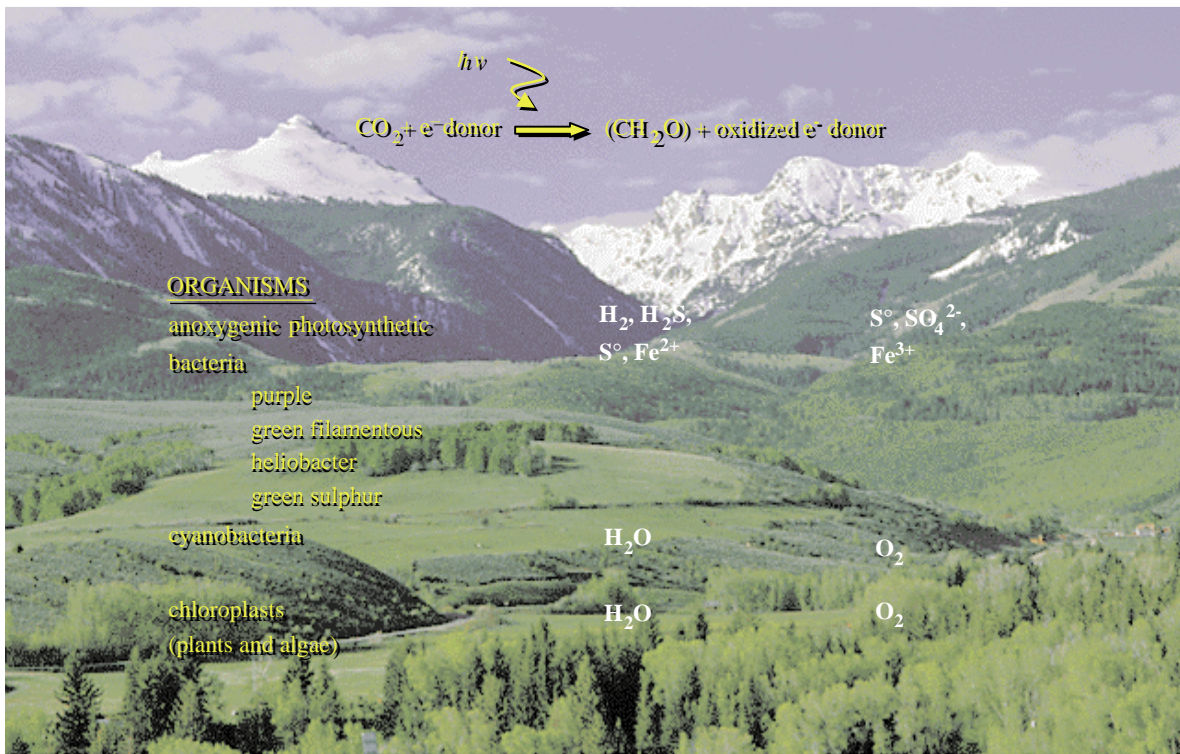 hν
CO₂ + e⁻ donor ⟹ (CH₂O) + oxidized e⁻ donor
ORGANISMS
anoxygenic photosynthetic H₂, H₂S, S°, SO₄²⁻,
bacteria S°, Fe²⁺ Fe³⁺
purple
green filamentous
heliobacter
green sulphur
cyanobacteria H₂O O₂
chloroplasts H₂O O₂
(plants and algae)